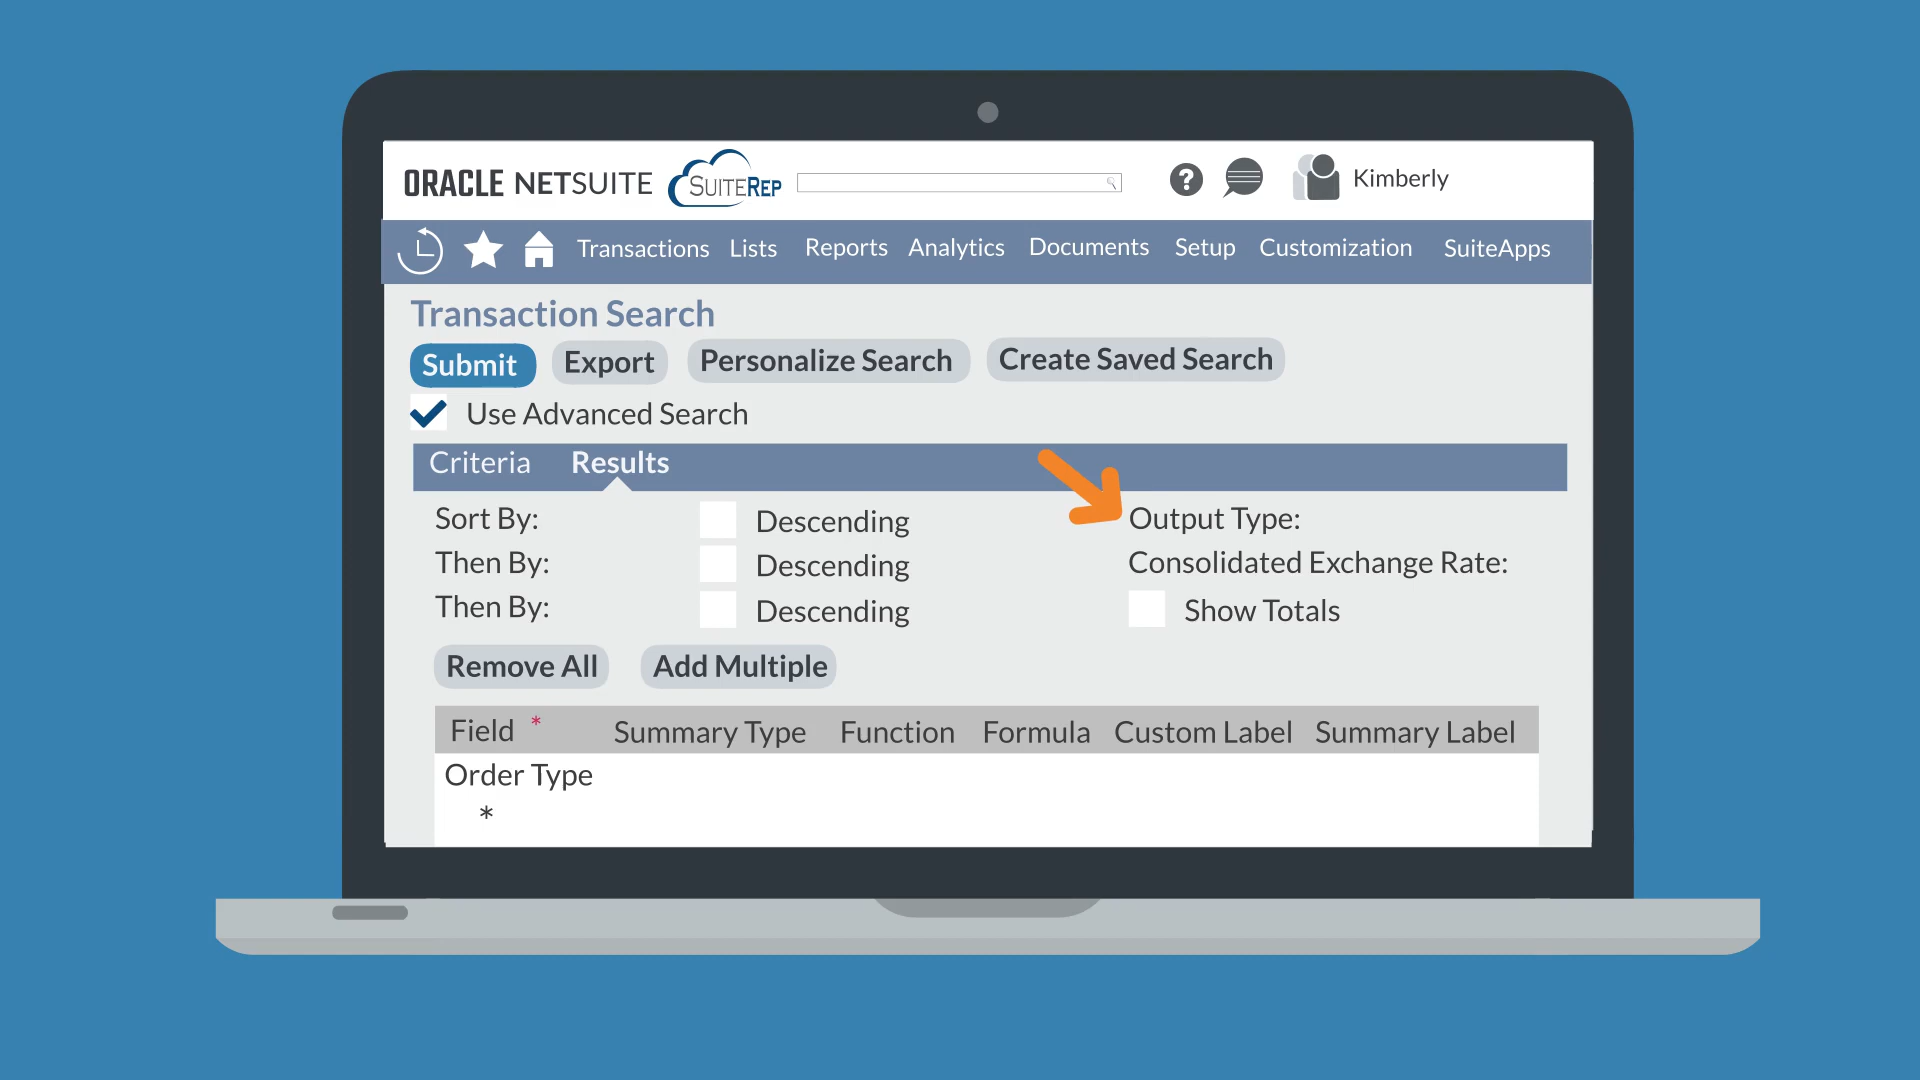 ORACLE NETSUITE SUITEREP Kimberly
Transactions Lists Reports Analytics Documents Setup Customization SuiteApps
Transaction Search
Submit Export Personalize Search Create Saved Search
Use Advanced Search
Criteria Results
Sort By: Descending Output Type:
Then By: Descending Consolidated Exchange Rate:
Then By: Descending Show Totals
Remove All Add Multiple
Field * Summary Type Function Formula Custom Label Summary Label
Order Type
*